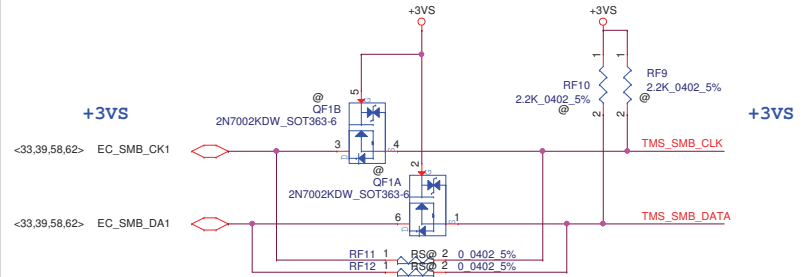 +3VS
+3VS
5
G
@
QF1B
2N7002KDW_SOT363-6
1
1
RF10
RF9
2.2K_0402_5%
@
2.2K_0402_5%
@
2
2
+3VS
+3VS
<33,39,58,62> EC_SMB_CK1
3
D
S
4
TMS_SMB_CLK
@
2
G
QF1A
2N7002KDW_SOT363-6
<33,39,58,62> EC_SMB_DA1
6
D
S
1
TMS_SMB_DATA
RF11 1 RS@ 2 0_0402_5%
RF12 1 RS@ 2 0_0402_5%